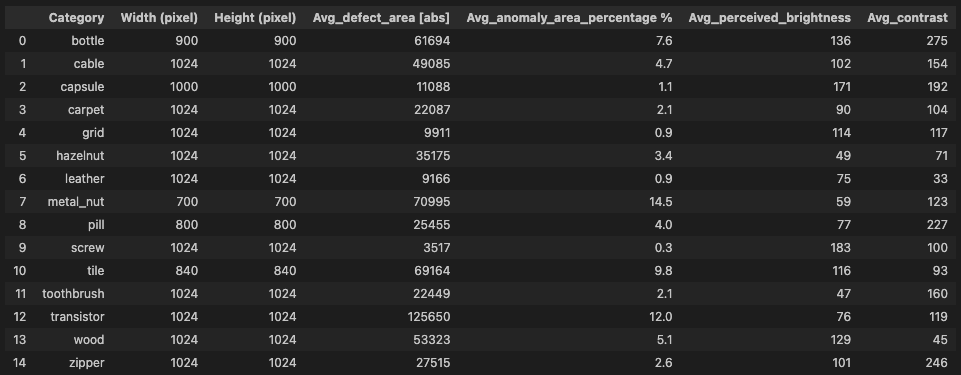 Category Width (pixel) Height (pixel) Avg_defect_area [abs] Avg_anomaly_area_percentage % Avg_perceived_brightness Avg_contrast
0 bottle 900 900 61694 7.6 136 275
1 cable 1024 1024 49085 4.7 102 154
2 capsule 1000 1000 11088 1.1 171 192
3 carpet 1024 1024 22087 2.1 90 104
4 grid 1024 1024 9911 0.9 114 117
5 hazelnut 1024 1024 35175 3.4 49 71
6 leather 1024 1024 9166 0.9 75 33
7 metal_nut 700 700 70995 14.5 59 123
8 pill 800 800 25455 4.0 77 227
9 screw 1024 1024 3517 0.3 183 100
10 tile 840 840 69164 9.8 116 93
11 toothbrush 1024 1024 22449 2.1 47 160
12 transistor 1024 1024 125650 12.0 76 119
13 wood 1024 1024 53323 5.1 129 45
14 zipper 1024 1024 27515 2.6 101 246